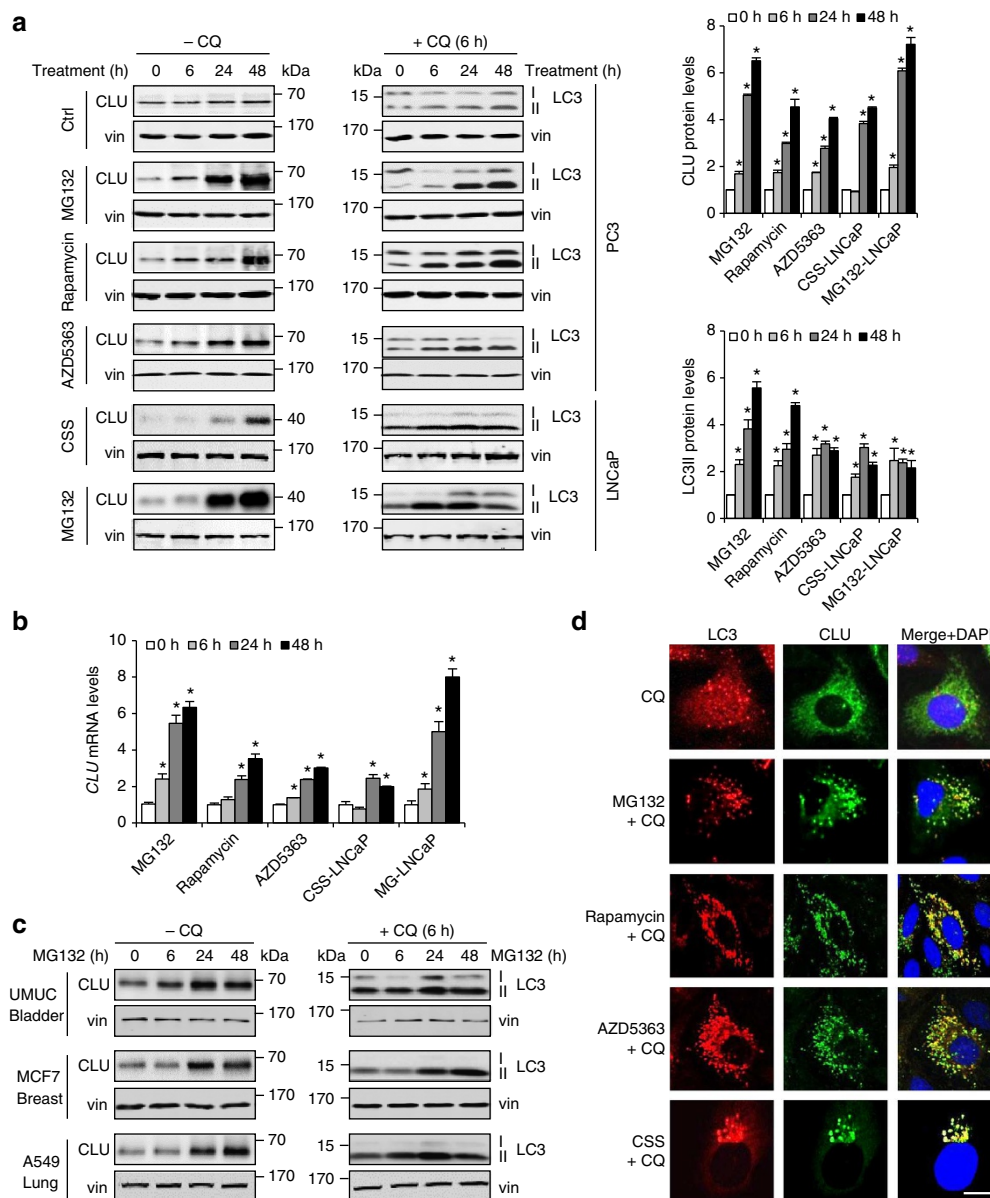 a
– CQ
+ CQ (6 h)
Treatment (h) 0 6 24 48 kDa
kDa 0 6 24 48 Treatment (h)
Ctrl
CLU 70
15 I II LC3
vin 170
170 vin
MG132
CLU 70
15 I II LC3
vin 170
170 vin
Rapamycin
CLU 70
15 I II LC3
vin 170
170 vin
AZD5363
CLU 70
15 I II LC3
vin 170
170 vin
PC3
CSS
CLU 40
15 I II LC3
vin 170
170 vin
MG132
CLU 40
15 I II LC3
vin 170
170 vin
LNCaP
0 h 6 h 24 h 48 h
CLU protein levels
8
6
4
2
0
* * * * * * * * * * * * * *
MG132
Rapamycin
AZD5363
CSS-LNCaP
MG132-LNCaP
0 h 6 h 24 h 48 h
LC3II protein levels
8
6
4
2
0
* * * * * * * * * * * * * * *
MG132
Rapamycin
AZD5363
CSS-LNCaP
MG132-LNCaP
b
0 h 6 h 24 h 48 h
CLU mRNA levels
10
8
6
4
2
0
* * * * * * * * * * * * *
MG132
Rapamycin
AZD5363
CSS-LNCaP
MG-LNCaP
c
– CQ
+ CQ (6 h)
MG132 (h) 0 6 24 48 kDa
kDa 0 6 24 48 MG132 (h)
UMUC
Bladder
CLU 70
15 I II LC3
vin 170
170 vin
MCF7
Breast
CLU 70
15 I II LC3
vin 170
170 vin
A549
Lung
CLU 70
15 I II LC3
vin 170
170 vin
d
LC3 CLU Merge+DAPI
CQ
MG132
+ CQ
Rapamycin
+ CQ
AZD5363
+ CQ
CSS
+ CQ